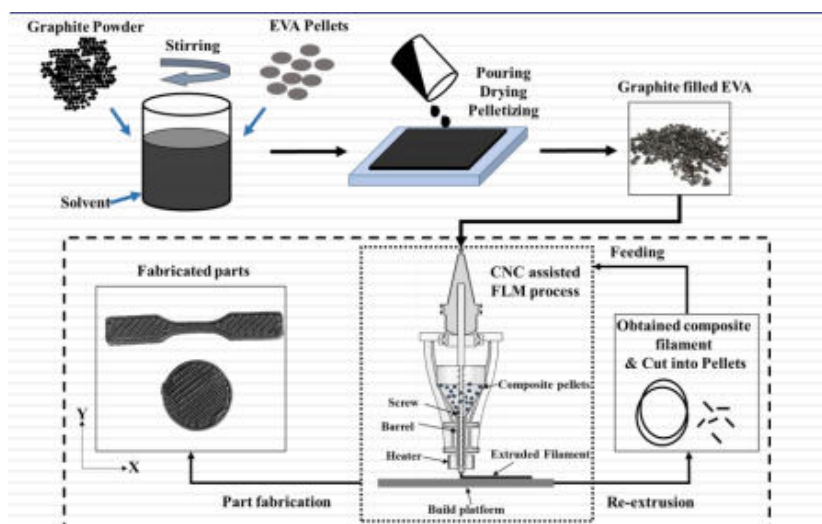 Graphite Powder
EVA Pellets
Stirring
Pouring
Drying
Pelletizing
Graphite filled EVA
Solvent
Fabricated parts
CNC assisted
FLM process
Feeding
Obtained composite
filament
& Cut into Pellets
Composite pellets
Screw
Barrel
Heater
Extruded Filament
Y
X
Part fabrication
Build platform
Re-extrusion